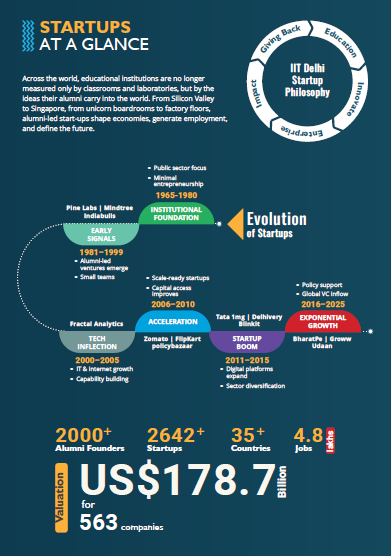 STARTUPS
AT A GLANCE
Across the world, educational institutions are no longer
measured only by classrooms and laboratories, but by the
ideas their alumni carry into the world. From Silicon Valley
to Singapore, from unicorn boardrooms to factory floors,
alumni-led start-ups shape economies, generate employment,
and define the future.
Giving Back
Education
Innovate
Enterprise
Impact
IIT Delhi
Startup
Philosophy
• Public sector focus
• Minimal
entrepreneurship
1965-1980
INSTITUTIONAL
FOUNDATION
Evolution
of Startups
Pine Labs | Mindtree
Indiabulls
EARLY
SIGNALS
1981–1999
• Alumni-led
ventures emerge
• Small teams
Fractal Analytics
TECH
INFLECTION
2000–2005
• IT & Internet growth
• Capability building
• Scale-ready startups
• Capital access
improves
2006–2010
ACCELERATION
Zomato | FlipKart
policybazaar
Tata 1mg | Delhivery
Blinkit
STARTUP
BOOM
2011–2015
• Digital platforms
expand
• Sector diversification
• Policy support
• Global VC inflow
2016–2025
EXPONENTIAL
GROWTH
BharatPe | Groww
Udaan
2000+
Alumni Founders
2642+
Startups
35+
Countries
4.8 lakhs
Jobs
Valuation
US$178.7 Billion
for
563 companies